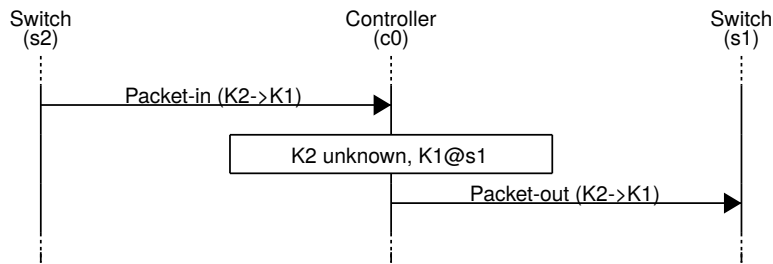 Switch
(s2)
Controller
(c0)
Switch
(s1)
Packet-in (K2->K1)
K2 unknown, K1@s1
Packet-out (K2->K1)